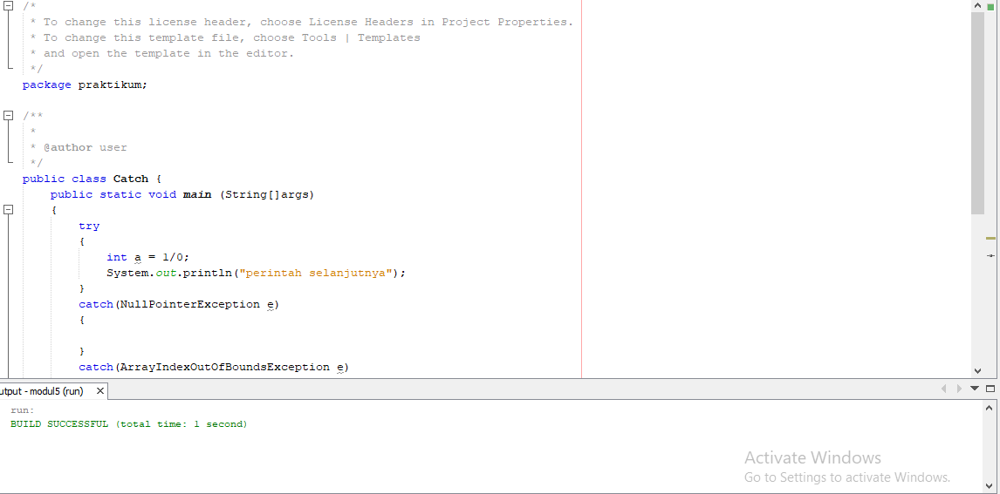 /*
* To change this license header, choose License Headers in Project Properties.
* To change this template file, choose Tools | Templates
* and open the template in the editor.
*/
package praktikum;
/**
*
* @author user
*/
public class Catch {
public static void main (String[]args)
{
try
{
int a = 1/0;
System.out.println("perintah selanjutnya");
}
catch(NullPointerException e)
{
}
catch(ArrayIndexOutOfBoundsException e)
utput - modul5 (run)
run:
BUILD SUCCESSFUL (total time: 1 second)
Activate Windows
Go to Settings to activate Windows.